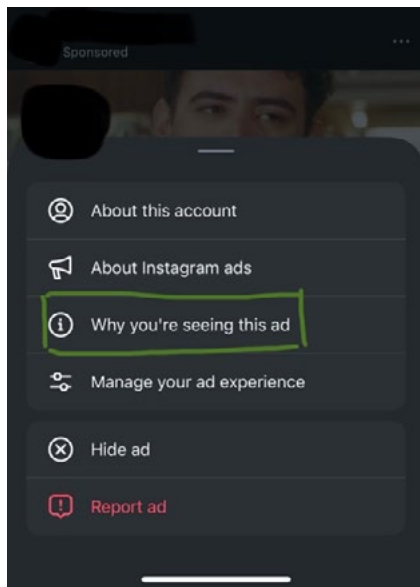 Sponsored
About this account
About Instagram ads
Why you're seeing this ad
Manage your ad experience
Hide ad
Report ad